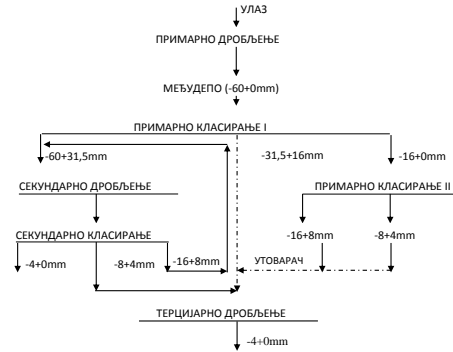 УЛАЗ
ПРИМАРНО ДРОБЉЕЊЕ
МЕЂУДЕПО (-60+0mm)
ПРИМАРНО КЛАСИРАЊЕ I
-60+31,5mm
-31,5+16mm
-16+0mm
СЕКУНДАРНО ДРОБЉЕЊЕ
ПРИМАРНО КЛАСИРАЊЕ II
СЕКУНДАРНО КЛАСИРАЊЕ
-16+8mm
-8+4mm
-4+0mm
-8+4mm
-16+8mm
УТОВАРАЧ
ТЕРЦИЈАРНО ДРОБЉЕЊЕ
-4+0mm